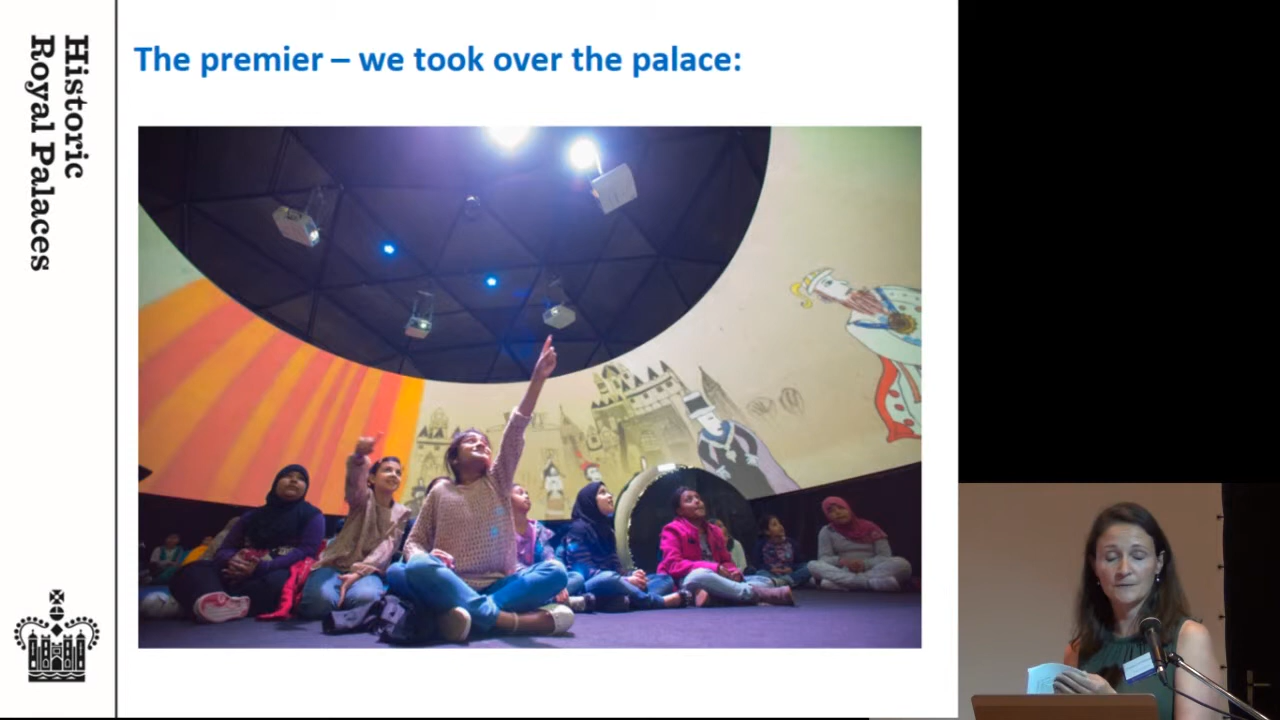 The premier – we took over the palace:
Historic
Royal Palaces